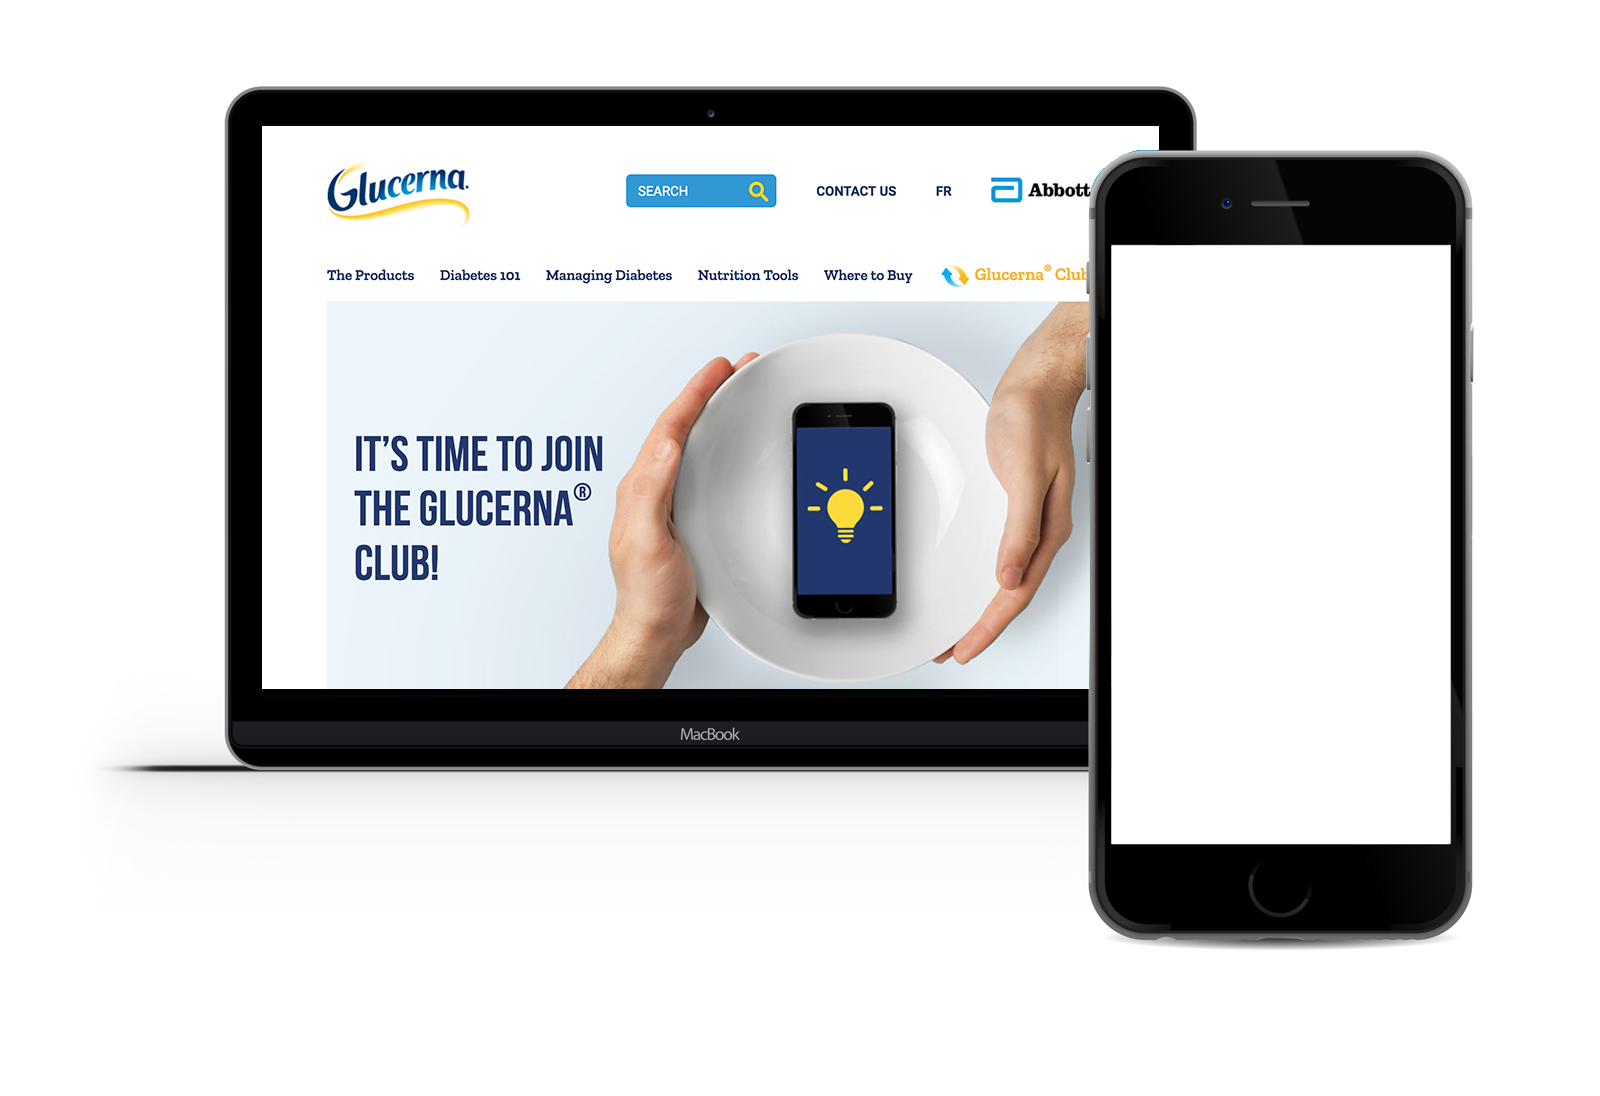 Glucerna®
SEARCH
CONTACT US
FR
Abbott
The Products
Diabetes 101
Managing Diabetes
Nutrition Tools
Where to Buy
Glucerna® Club
IT'S TIME TO JOIN
THE GLUCERNA®
CLUB!
MacBook